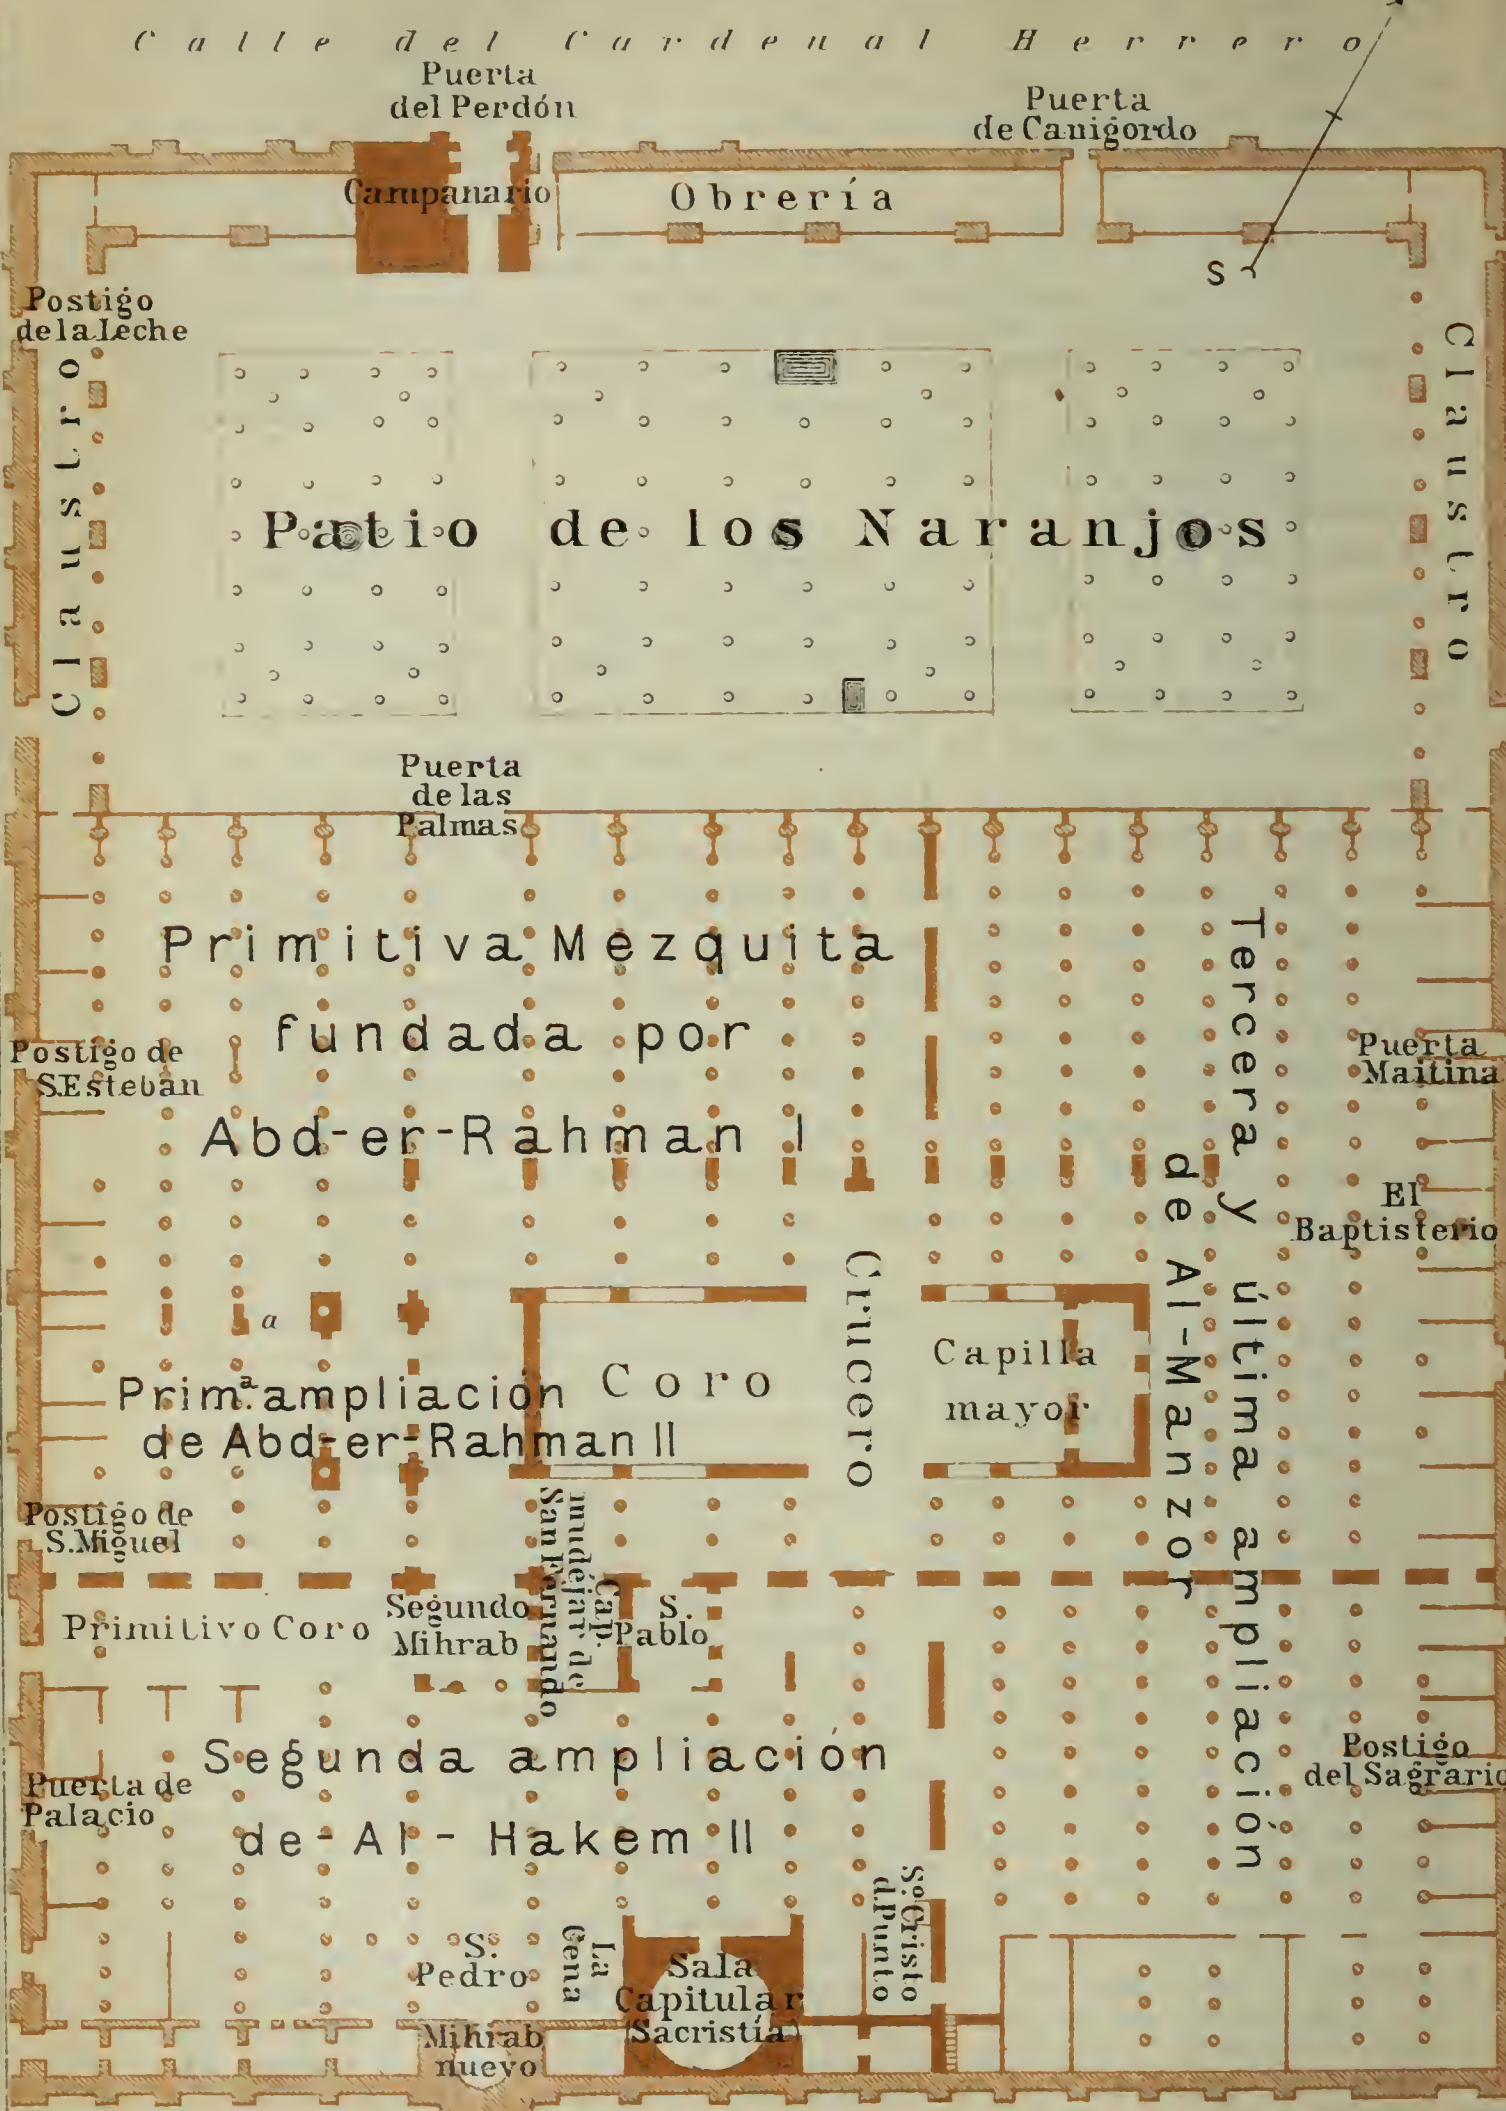 Calle del Cardenal Herrero
Puerta
del Perdón
Puerta
de Canigordo
Campanario
Obrería
S
Postigo
de la Leche
Claustro
Claustro
Patio de los Naranjos
Puerta
de las
Palmas
Primitiva Mezquita
fundada por
Abd-er-Rahman I
Tercera y última ampliación
de Al-Manzor
Postigo de
S.Esteban
Puerta
Maitina
El
Baptisterio
a
Prim.ª ampliación
de Abd-er-Rahman II
Coro
Crucero
Capilla
mayor
Postigo de
S.Miguel
Primitivo Coro
Segundo
Mihrab
Cap.
mudéjar de
San Fernando
S.
Pablo
Segunda ampliación
de-Al-Hakem II
Puerta de
Palacio
Postigo
del Sagrario
S.
Pedro
La
Cena
Sala
Capitular
Sacristía
Sº. Cristo
d.Punto
Mihrab
nuevo